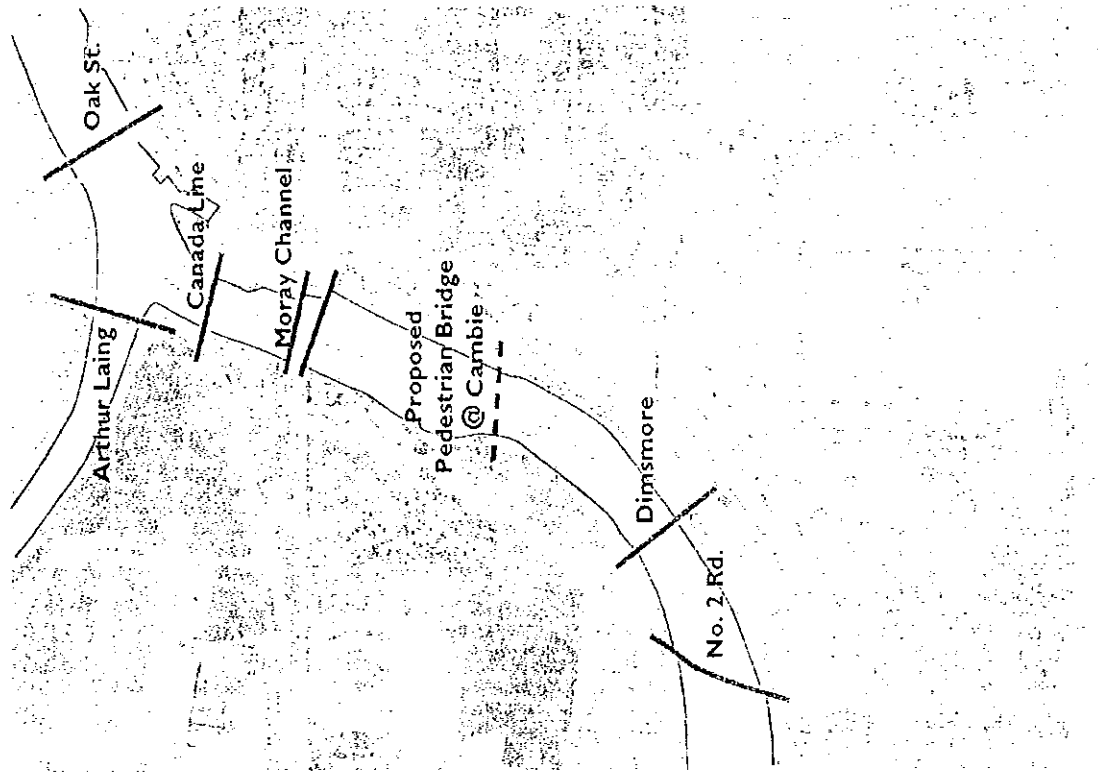 Oak St.
Canada Line
Arthur Laing
Moray Channel
Proposed
Pedestrian Bridge
@ Cambie
Dimsmore
No. 2 Rd.